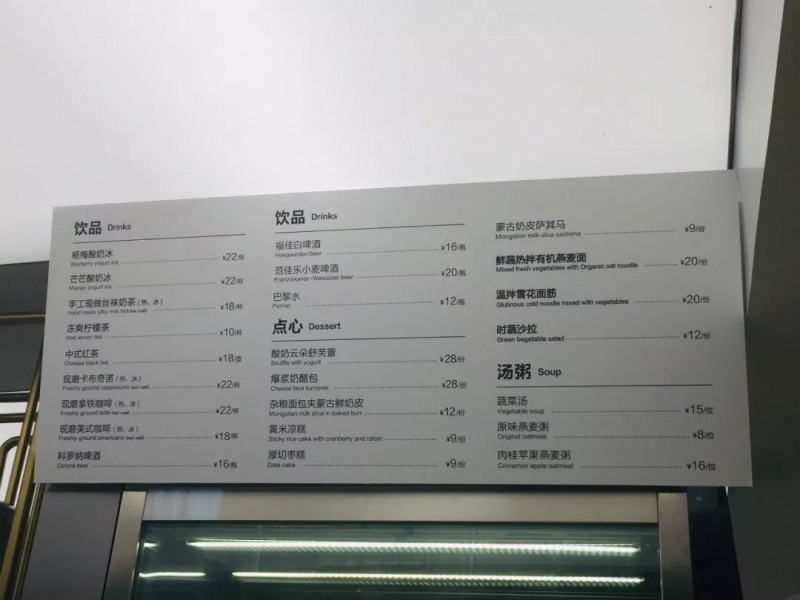 饮品 Drinks
杨梅酸奶冰 ¥22/杯
Bayberry yogurt ice
芒芒酸奶冰 ¥22/杯
Mango yogurt ice
手工现做丝袜奶茶(热、冰) ¥18/杯
Hand made silky milk tea
冻爽柠檬茶 ¥10/杯
Iced lemon tea
中式红茶 ¥18/壶
Chinese black tea
现磨卡布奇诺(热、冰) ¥22/杯
Freshly ground cappuccino
现磨拿铁咖啡(热、冰) ¥22/杯
Freshly ground latte
现磨美式咖啡(热、冰) ¥18/杯
Freshly ground americano
科罗纳啤酒 ¥16/瓶
Corona beer
饮品 Drinks
福佳白啤酒 ¥16/瓶
Hoegaarden beer
范佳乐小麦啤酒 ¥20/瓶
Franziskaner-Weissbier beer
巴黎水 ¥12/瓶
Perrier
点心 Dessert
酸奶云朵舒芙蕾 ¥28/份
Souffle with yogurt
爆浆奶酪包 ¥28/份
Cheese lava turnover
杂粮面包夹蒙古鲜奶皮 ¥12/份
Mongolian milk slice in baked bun
黄米凉糕 ¥9/份
Sticky rice cake with cranberry and raisin
厚切枣糕 ¥9/份
Date cake
蒙古奶皮萨其马 ¥9/份
Mongolian milk slice sachima
鲜蔬热拌有机燕麦面 ¥20/份
Mixed fresh vegetables with Organic oat noodle
温拌雪花面筋 ¥20/份
Glutinous cold noodle mixed with vegetables
时蔬沙拉 ¥12/份
Green begetable salad
汤粥 Soup
蔬菜汤 ¥15/位
Vegetable soup
原味燕麦粥 ¥8/位
Original oatmeal
肉桂苹果燕麦粥 ¥16/位
Cinnamon apple oatmeal